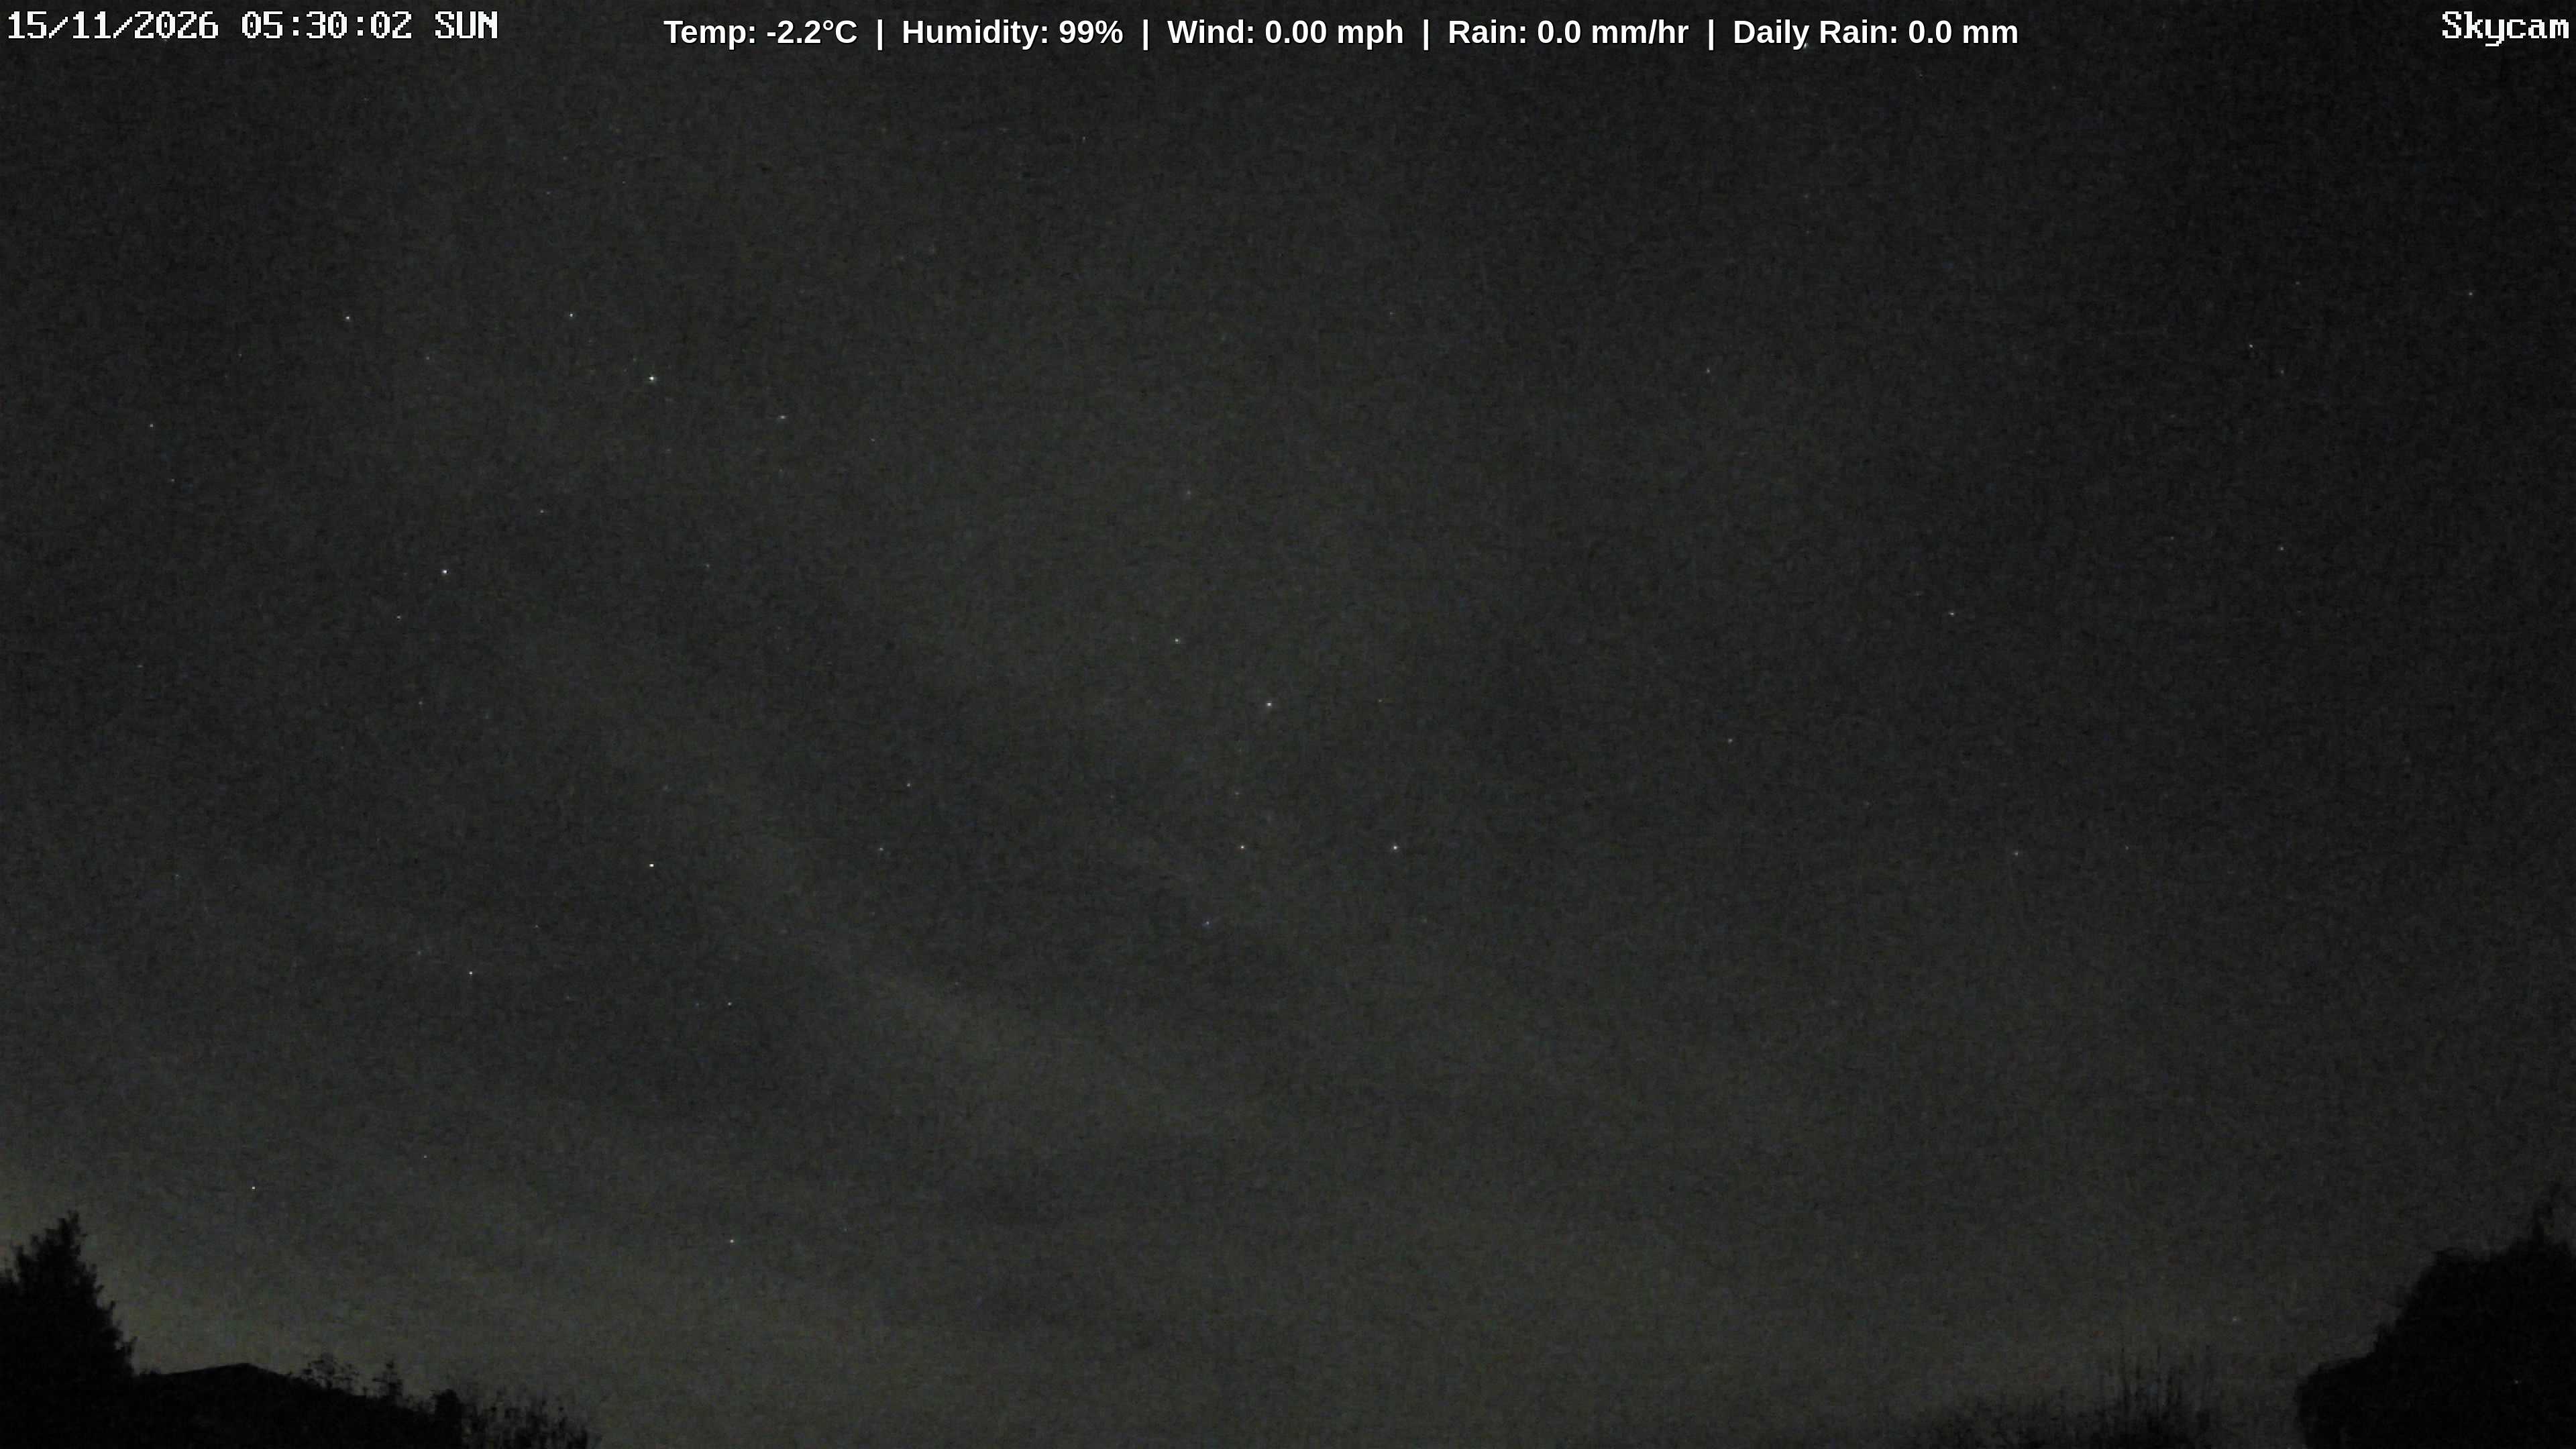 15/11/2026 05:30:02 SUN
Temp: -2.2°C | Humidity: 99% | Wind: 0.00 mph | Rain: 0.0 mm/hr | Daily Rain: 0.0 mm
Skycam